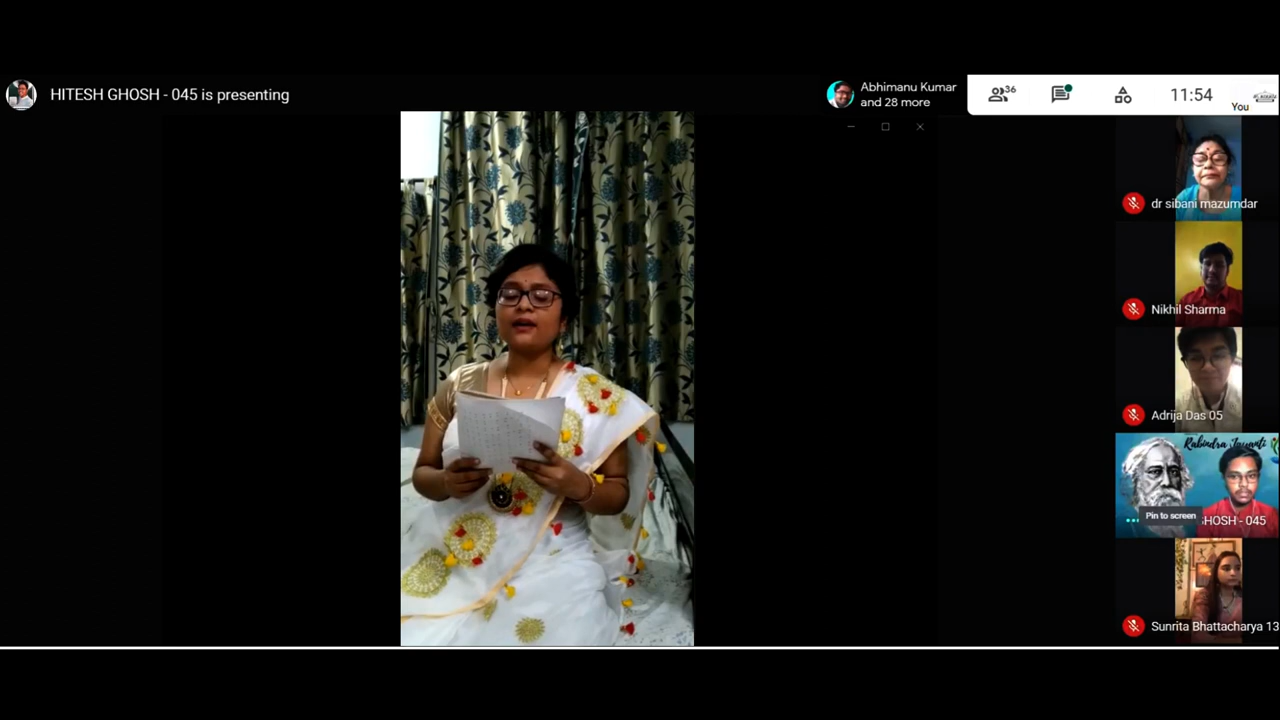 HITESH GHOSH - 045 is presenting
Abhimanu Kumar
and 28 more
36
11:54
You
dr sibani mazumdar
Nikhil Sharma
Adrija Das 05
Rabindra Jayanti
Pin to screen
GHOSH - 045
Sunrita Bhattacharya 13